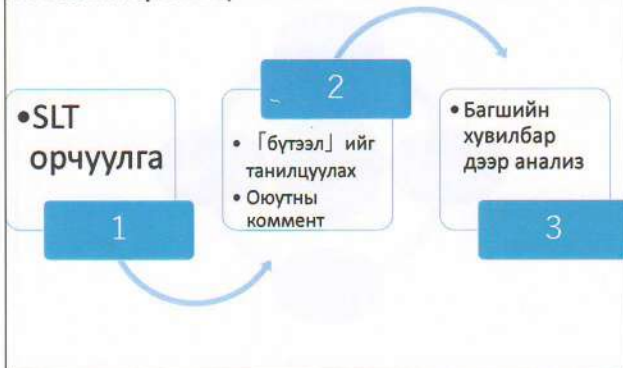 •SLT
орчуулга
1
2
• 「бүтээл」 ийг
танилцуулах
• Оюутны
коммент
• Багшийн
хувилбар
дээр анализ
3